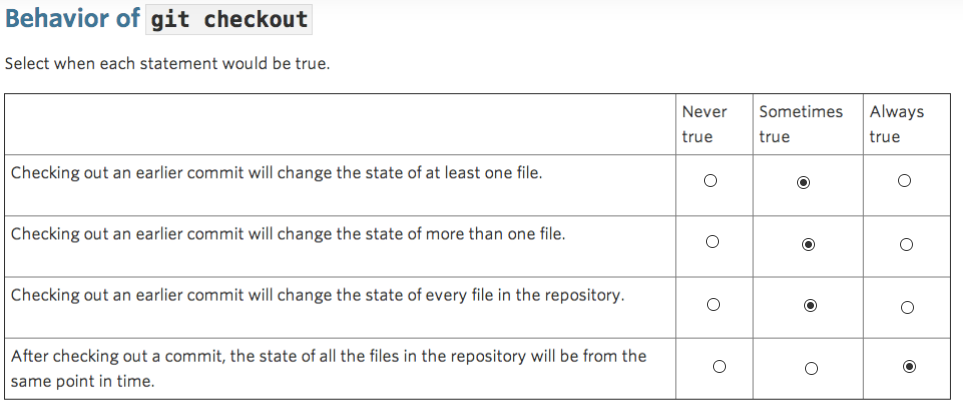 Behavior of git checkout
Select when each statement would be true.
Never true
Sometimes true
Always true
Checking out an earlier commit will change the state of at least one file.
Checking out an earlier commit will change the state of more than one file.
Checking out an earlier commit will change the state of every file in the repository.
After checking out a commit, the state of all the files in the repository will be from the
same point in time.